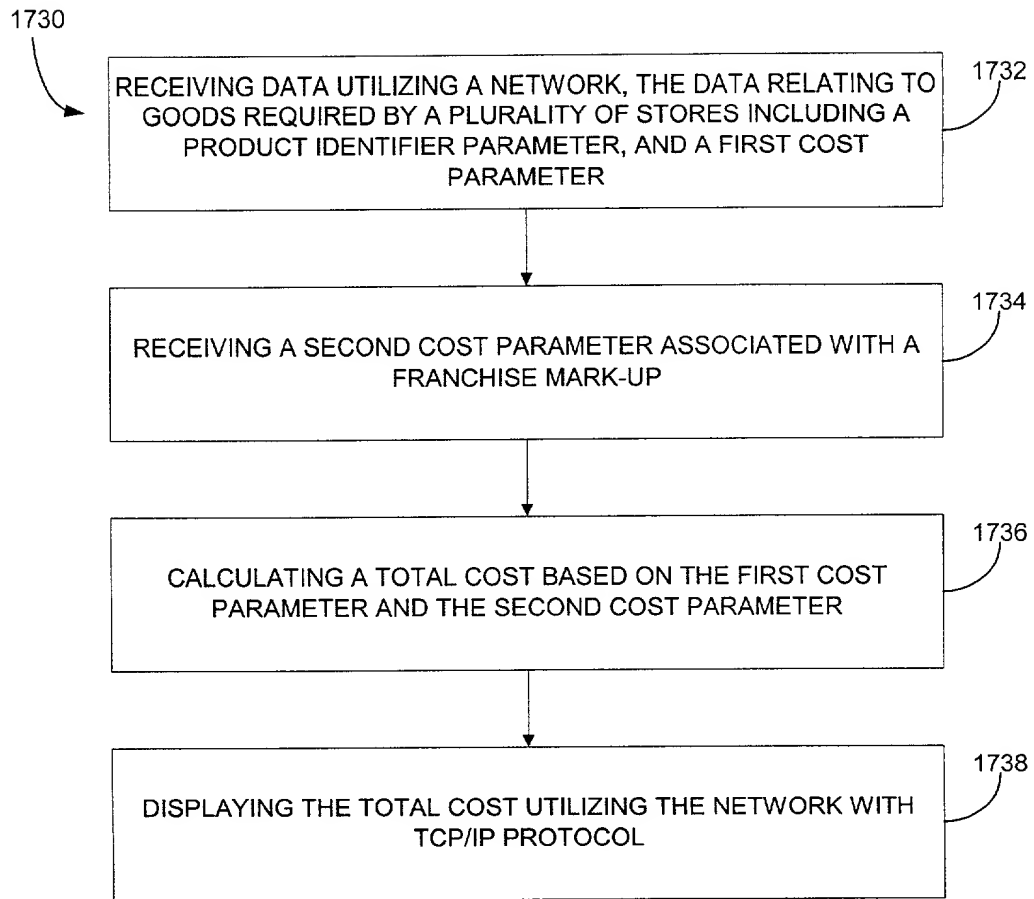 1730
RECEIVING DATA UTILIZING A NETWORK, THE DATA RELATING TO
GOODS REQUIRED BY A PLURALITY OF STORES INCLUDING A
PRODUCT IDENTIFIER PARAMETER, AND A FIRST COST
PARAMETER
1732
RECEIVING A SECOND COST PARAMETER ASSOCIATED WITH A
FRANCHISE MARK-UP
1734
CALCULATING A TOTAL COST BASED ON THE FIRST COST
PARAMETER AND THE SECOND COST PARAMETER
1736
DISPLAYING THE TOTAL COST UTILIZING THE NETWORK WITH
TCP/IP PROTOCOL
1738